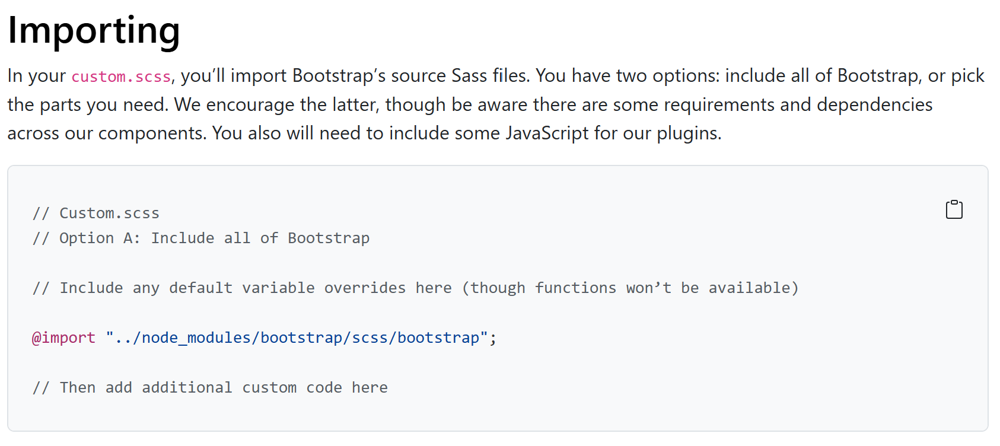 Importing
In your custom.scss, you’ll import Bootstrap’s source Sass files. You have two options: include all of Bootstrap, or pick
the parts you need. We encourage the latter, though be aware there are some requirements and dependencies
across our components. You also will need to include some JavaScript for our plugins.
// Custom.scss
// Option A: Include all of Bootstrap
// Include any default variable overrides here (though functions won’t be available)
@import "../node_modules/bootstrap/scss/bootstrap";
// Then add additional custom code here